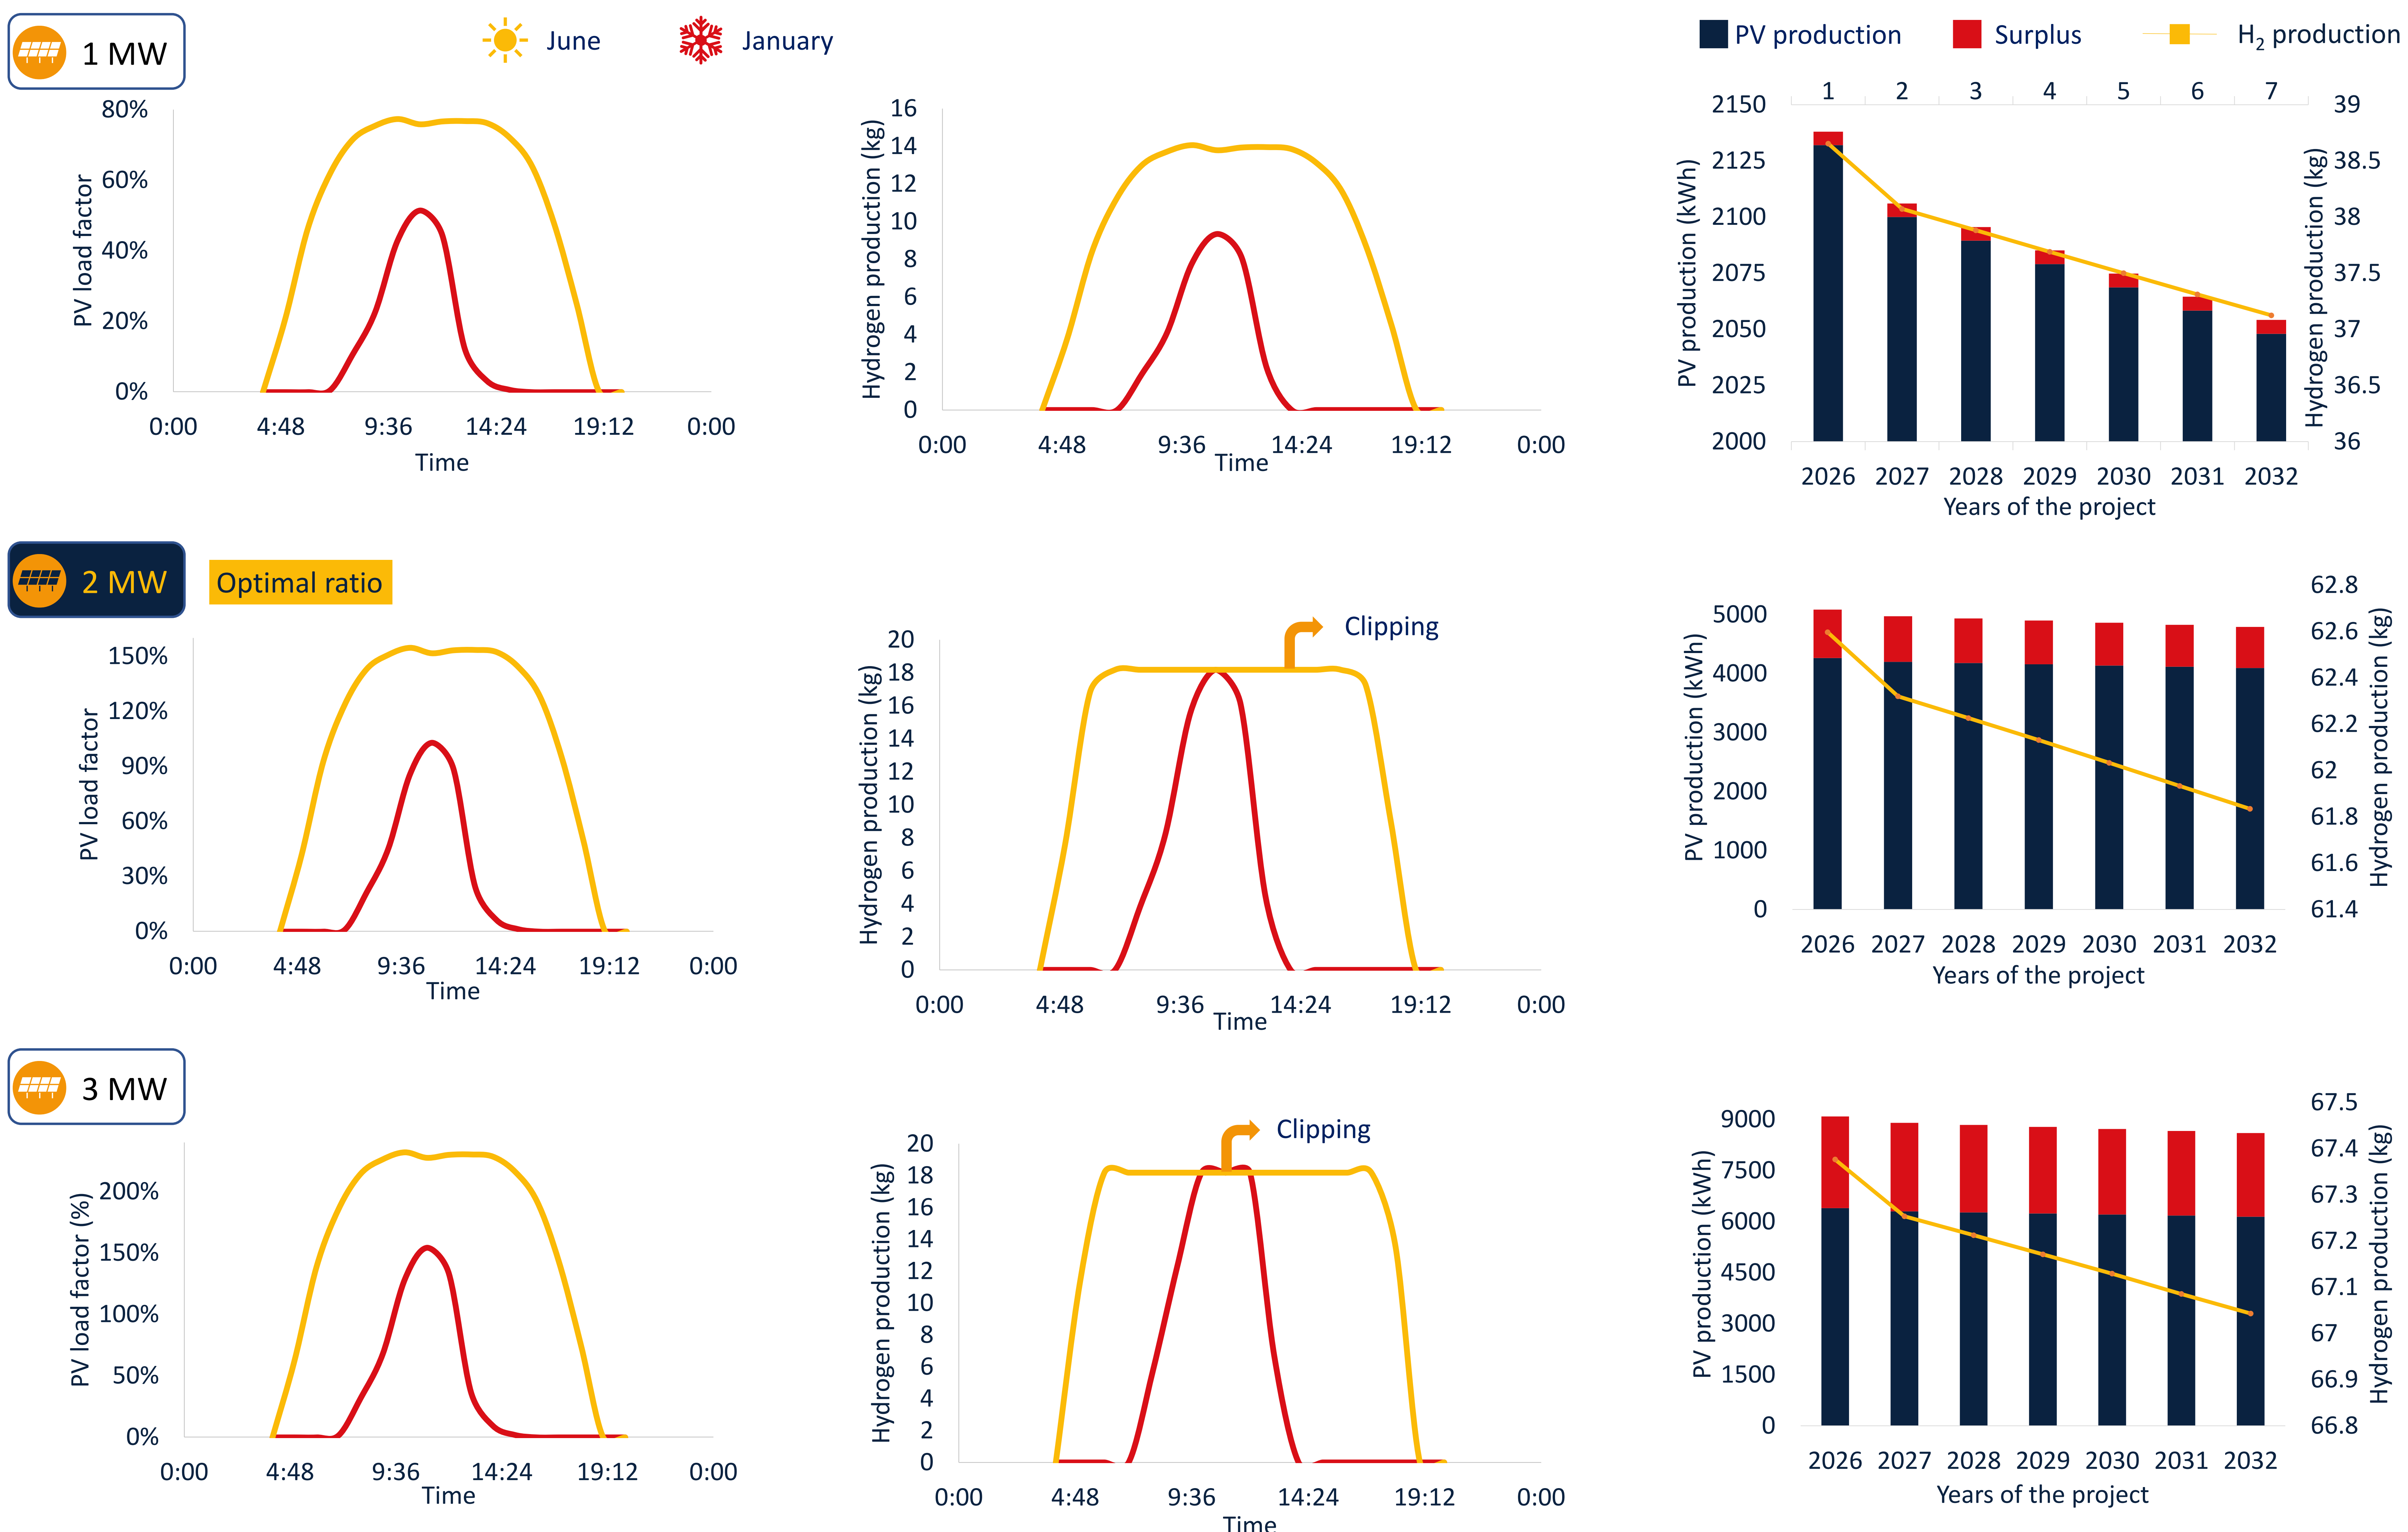 1 MW
June
January
PV production
Surplus
H2 production
80%
60%
40%
20%
0%
PV load factor
0:00 4:48 9:36 14:24 19:12 0:00
Time
16
14
12
10
8
6
4
2
0
Hydrogen production (kg)
0:00 4:48 9:36 14:24 19:12 0:00
Time
1 2 3 4 5 6 7
2150
2125
2100
2075
2050
2025
2000
PV production (kWh)
39
38.5
38
37.5
37
36.5
36
Hydrogen production (kg)
2026 2027 2028 2029 2030 2031 2032
Years of the project
2 MW
Optimal ratio
150%
120%
90%
60%
30%
0%
PV load factor
0:00 4:48 9:36 14:24 19:12 0:00
Time
Clipping
20
18
16
14
12
10
8
6
4
2
0
Hydrogen production (kg)
0:00 4:48 9:36 14:24 19:12 0:00
Time
5000
4000
3000
2000
1000
0
PV production (kWh)
62.8
62.6
62.4
62.2
62
61.8
61.6
61.4
Hydrogen production (kg)
2026 2027 2028 2029 2030 2031 2032
Years of the project
3 MW
200%
150%
100%
50%
0%
PV load factor (%)
0:00 4:48 9:36 14:24 19:12 0:00
Time
Clipping
20
18
16
14
12
10
8
6
4
2
0
Hydrogen production (kg)
0:00 4:48 9:36 14:24 19:12 0:00
Time
9000
7500
6000
4500
3000
1500
0
PV production (kWh)
67.5
67.4
67.3
67.2
67.1
67
66.9
66.8
Hydrogen production (kg)
2026 2027 2028 2029 2030 2031 2032
Years of the project